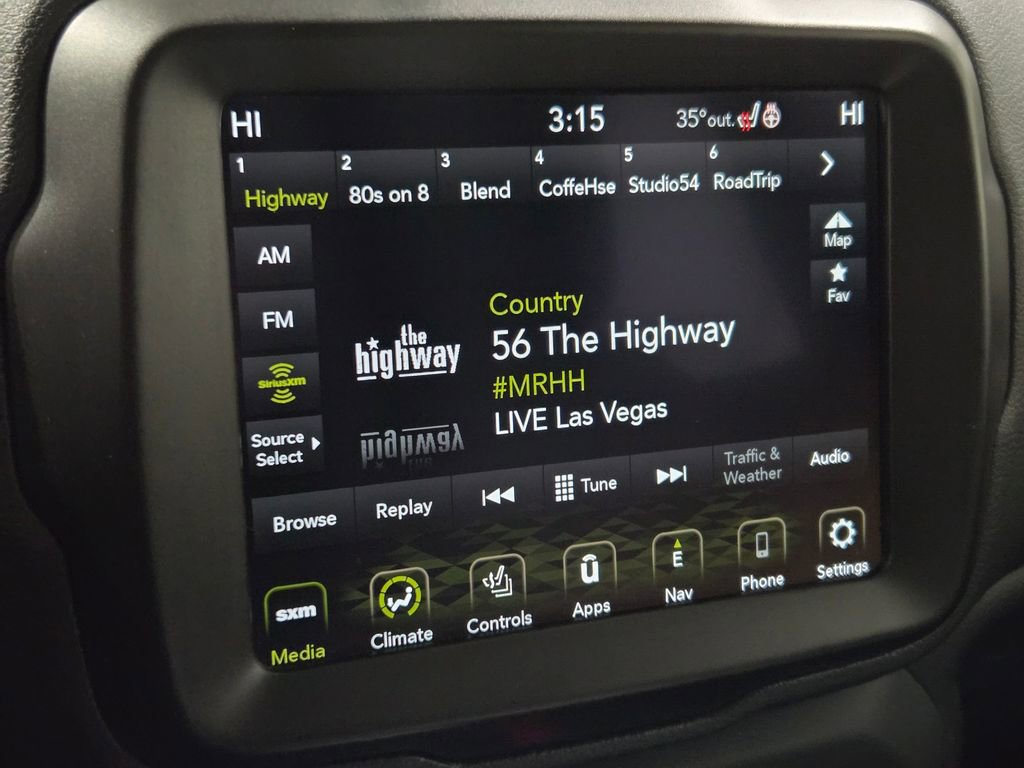 HI 3:15 35°out. HI
1 Highway
2 80s on 8
3 Blend
4 CoffeHse
5 Studio54
6 RoadTrip
Map
Fav
AM
FM
SiriusXM
Source
Select
the
highway
Country
56 The Highway
#MRHH
LIVE Las Vegas
Browse
Replay
Tune
Traffic &
Weather
Audio
sxm
Media
Climate
Controls
u
Apps
E
Nav
Phone
Settings